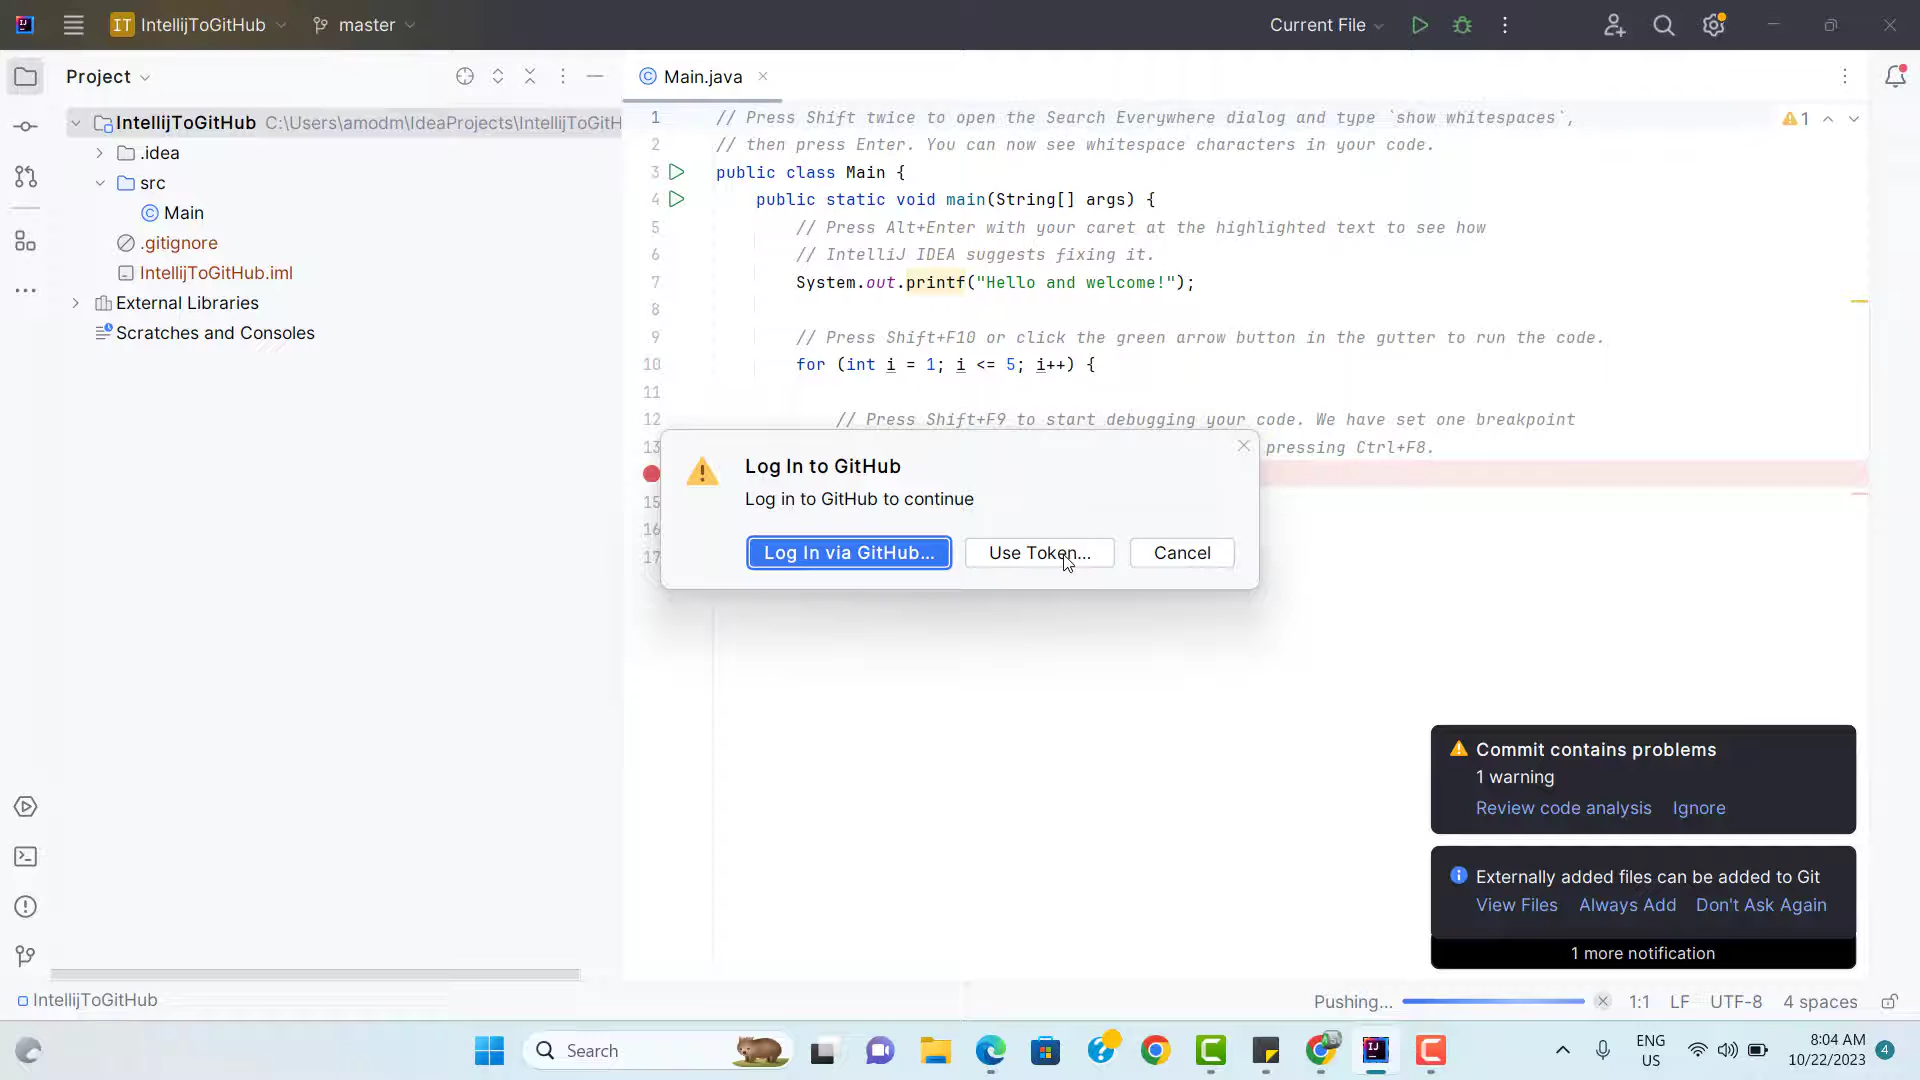 IT IntellijToGitHub master Current File
Project
Main.java
IntellijToGitHub C:\Users\amodm\IdeaProjects\IntellijToGitH
.idea
src
Main
.gitignore
IntellijToGitHub.iml
External Libraries
Scratches and Consoles
1 // Press Shift twice to open the Search Everywhere dialog and type `show whitespaces`,
2 // then press Enter. You can now see whitespace characters in your code.
3 public class Main {
4 public static void main(String[] args) {
5 // Press Alt+Enter with your caret at the highlighted text to see how
6 // IntelliJ IDEA suggests fixing it.
7 System.out.printf("Hello and welcome!");
8
9 // Press Shift+F10 or click the green arrow button in the gutter to run the code.
10 for (int i = 1; i <= 5; i++) {
11
12 // Press Shift+F9 to start debugging your code. We have set one breakpoint
13 pressing Ctrl+F8.
15
16
17
1
Log In to GitHub
Log in to GitHub to continue
Log In via GitHub... Use Token... Cancel
Commit contains problems
1 warning
Review code analysis Ignore
Externally added files can be added to Git
View Files Always Add Don't Ask Again
1 more notification
IntellijToGitHub
Pushing... 1:1 LF UTF-8 4 spaces
Search
ENG
US
8:04 AM
10/22/2023
4